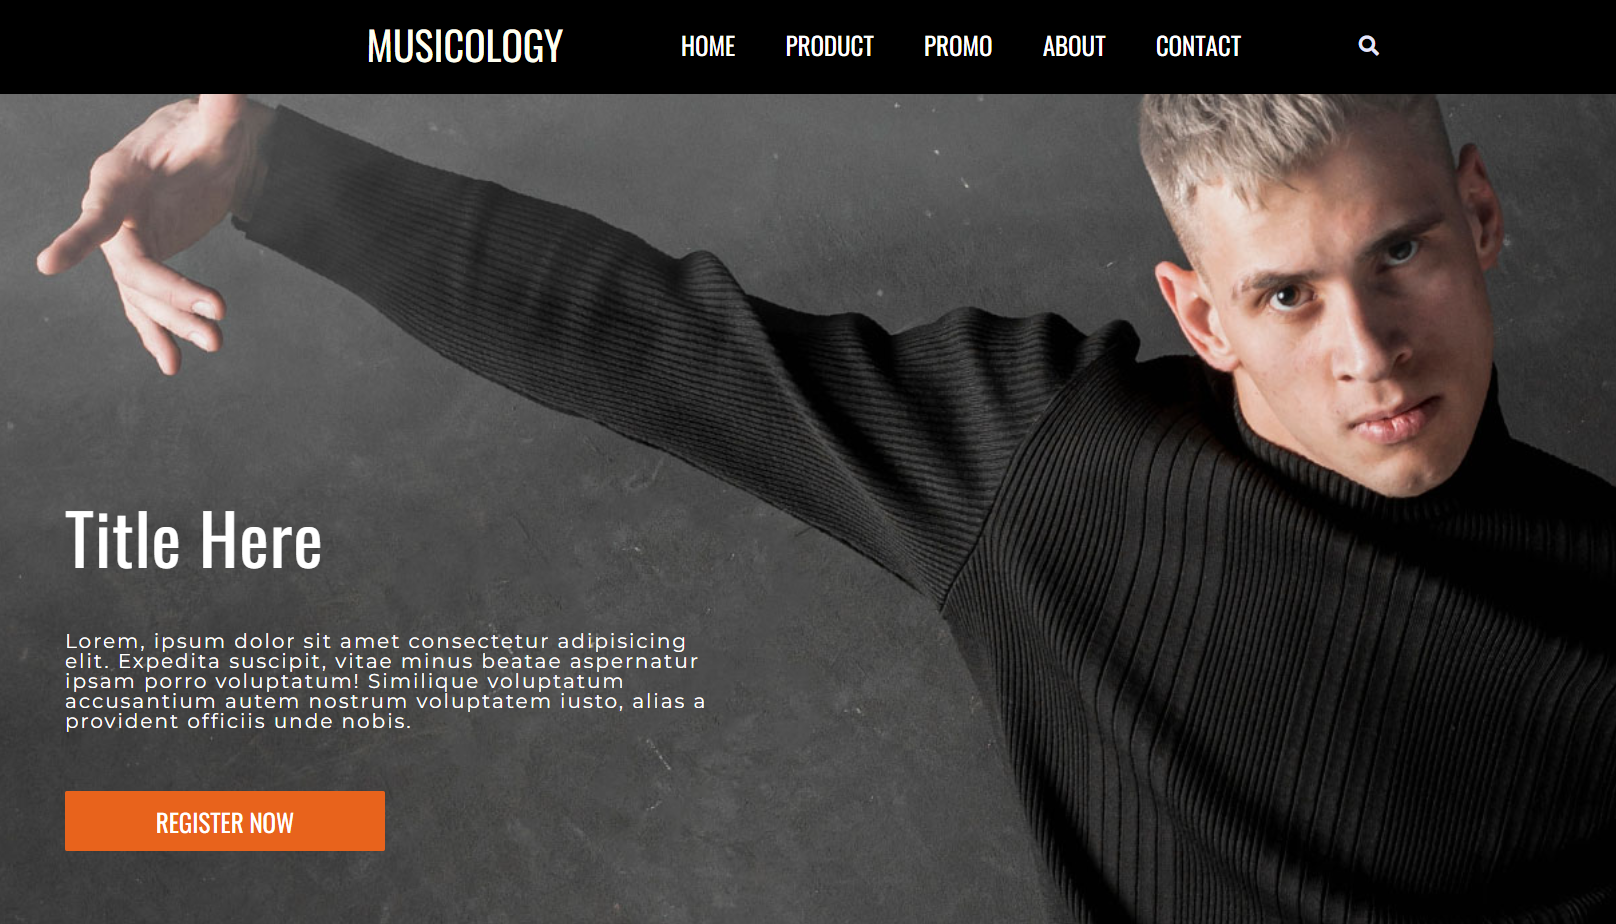 MUSICOLOGY HOME PRODUCT PROMO ABOUT CONTACT
Title Here
Lorem, ipsum dolor sit amet consectetur adipisicing
elit. Expedita suscipit, vitae minus beatae aspernatur
ipsam porro voluptatum! Similique voluptatum
accusantium autem nostrum voluptatem iusto, alias a
provident officiis unde nobis.
REGISTER NOW